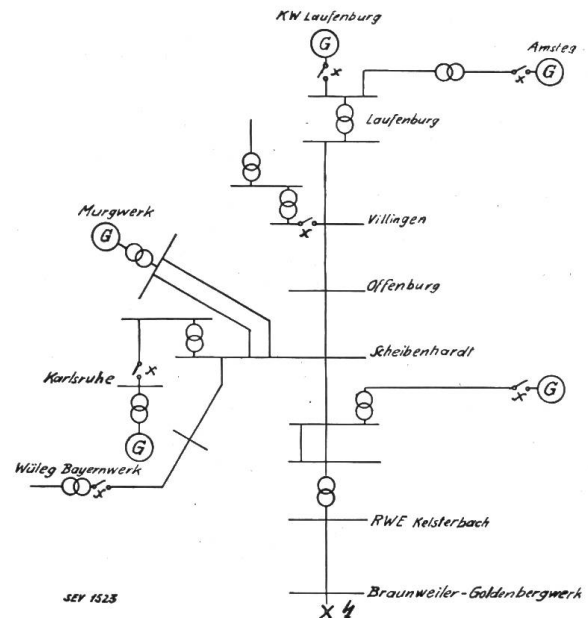 KW Laufenburg
G
x
Amsteg
G
x
Laufenburg
Murgwerk
G
x
Villingen
Offenburg
Scheibenhardt
x
Karlsruhe
G
G
x
Wüleg Bayernwerk
x
RWE Kelsterbach
Braunweiler-Goldenbergwerk
SEV 1523
x